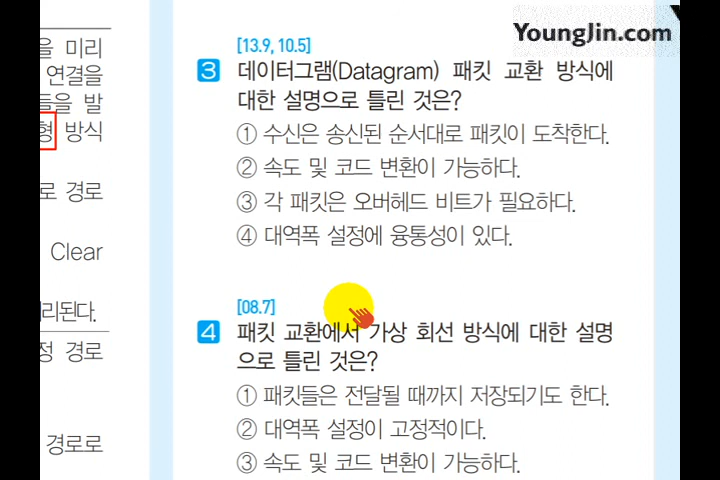 YoungJin.com
을 미리
연결을
들을 발
형 방식
로 경로
Clear
리된다.
정 경로
경로로
[13.9, 10.5]
3 데이터그램(Datagram) 패킷 교환 방식에
대한 설명으로 틀린 것은?
① 수신은 송신된 순서대로 패킷이 도착한다.
② 속도 및 코드 변환이 가능하다.
③ 각 패킷은 오버헤드 비트가 필요하다.
④ 대역폭 설정에 융통성이 있다.
[08.7]
4 패킷 교환에서 가상 회선 방식에 대한 설명
으로 틀린 것은?
① 패킷들은 전달될 때까지 저장되기도 한다.
② 대역폭 설정이 고정적이다.
③ 속도 및 코드 변환이 가능하다.